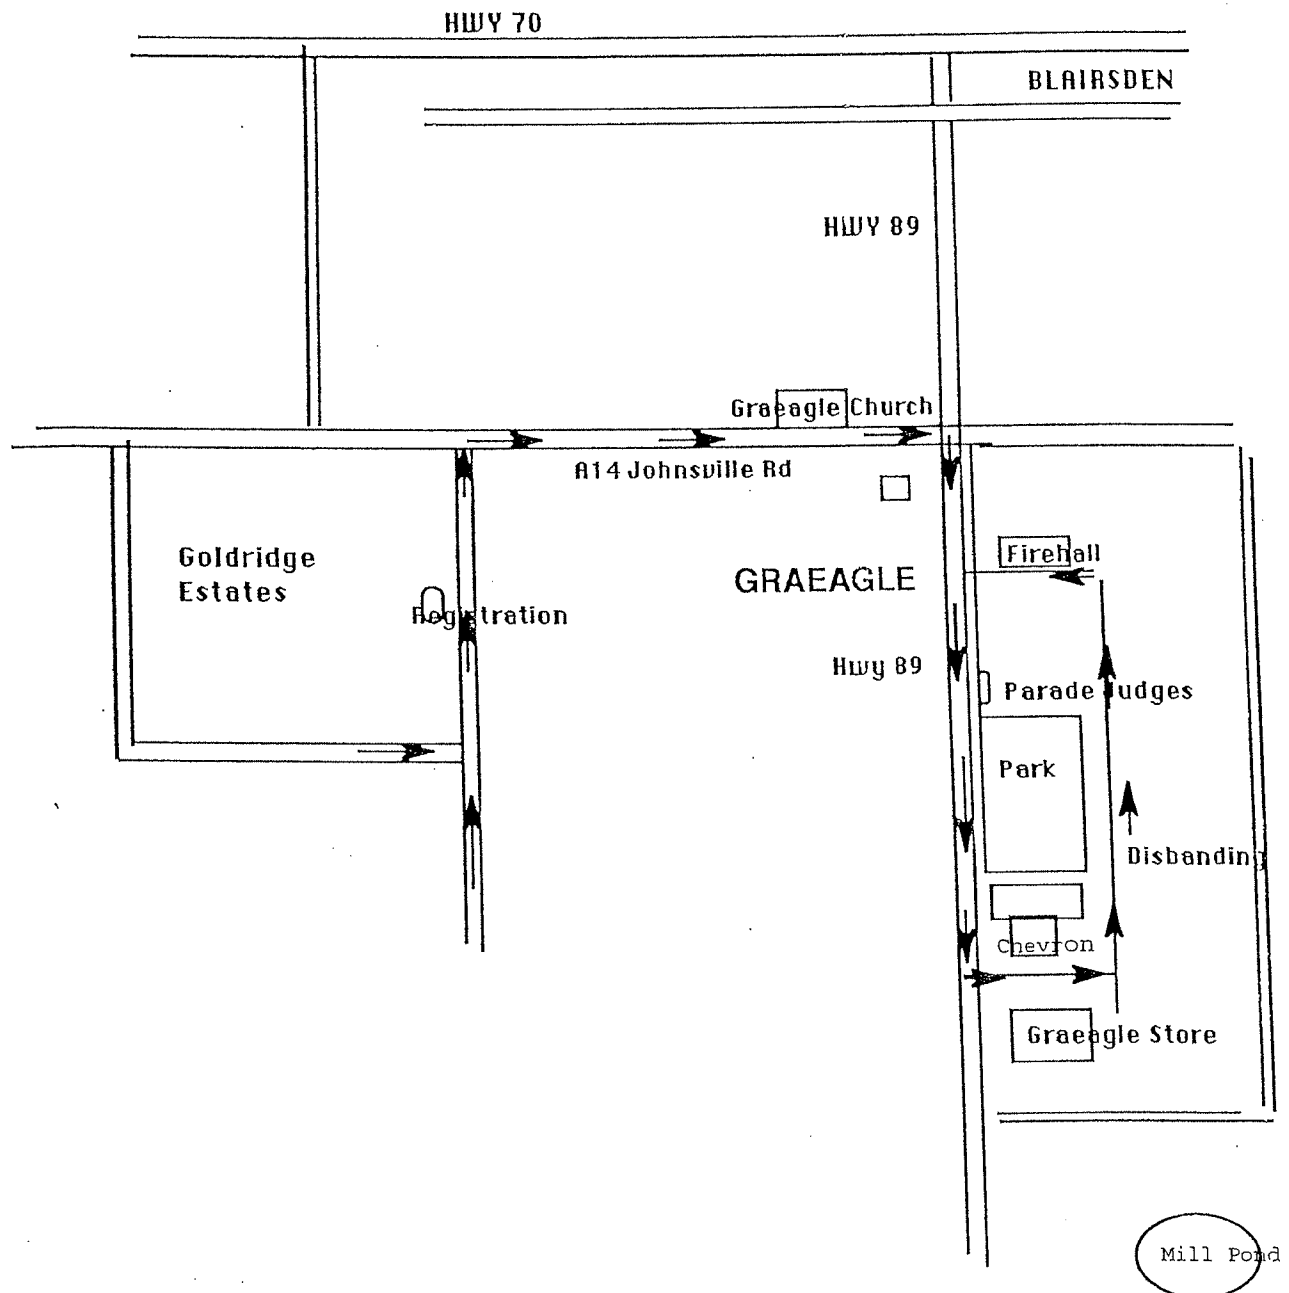 HWY 70
BLAIRSDEN
HWY 89
Graeagle Church
A14 Johnsville Rd
Goldridge
Estates
Registration
GRAEAGLE
Firehall
Hwy 89
Parade Judges
Park
Disbanding
Chevron
Graeagle Store
Mill Pond